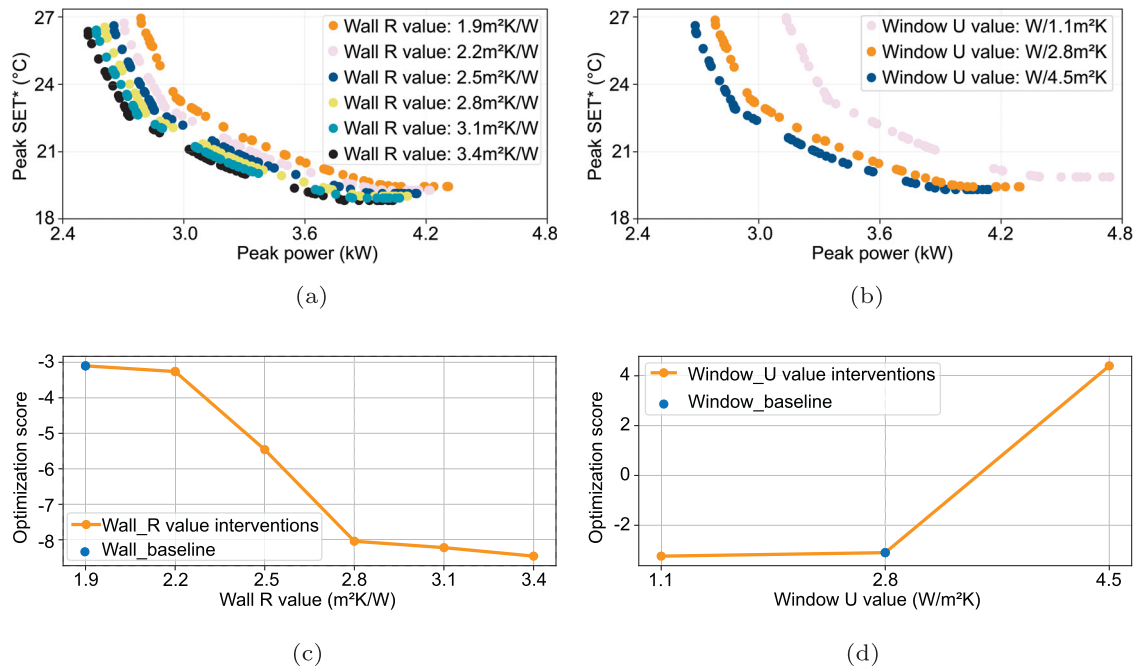 27
24
21
18
Peak SET* (°C)
2.4 3.0 3.6 4.2 4.8
Peak power (kW)
Wall R value: 1.9m²K/W
Wall R value: 2.2m²K/W
Wall R value: 2.5m²K/W
Wall R value: 2.8m²K/W
Wall R value: 3.1m²K/W
Wall R value: 3.4m²K/W
(a)
27
24
21
18
Peak SET* (°C)
2.4 3.0 3.6 4.2 4.8
Peak power (kW)
Window U value: W/1.1m²K
Window U value: W/2.8m²K
Window U value: W/4.5m²K
(b)
-3
-4
-5
-6
-7
-8
Optimization score
Wall_R value interventions
Wall_baseline
1.9 2.2 2.5 2.8 3.1 3.4
Wall R value (m²K/W)
(c)
4
2
0
-2
Optimization score
Window_U value interventions
Window_baseline
1.1 2.8 4.5
Window U value (W/m²K)
(d)